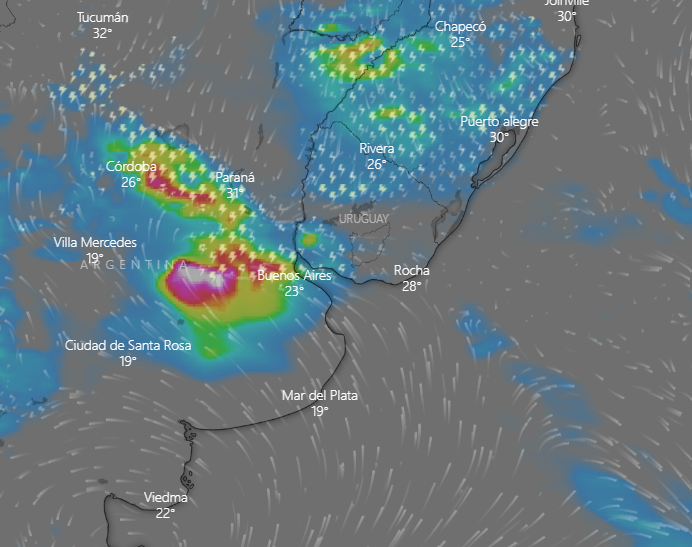 Joinville
30°
Tucumán
32°
Chapecó
25°
Puerto alegre
30°
Rivera
26°
Córdoba
26°
Paraná
31°
URUGUAY
Villa Mercedes
19°
ARGENTINA
Buenos Aires
23°
Rocha
28°
Ciudad de Santa Rosa
19°
Mar del Plata
19°
Viedma
22°